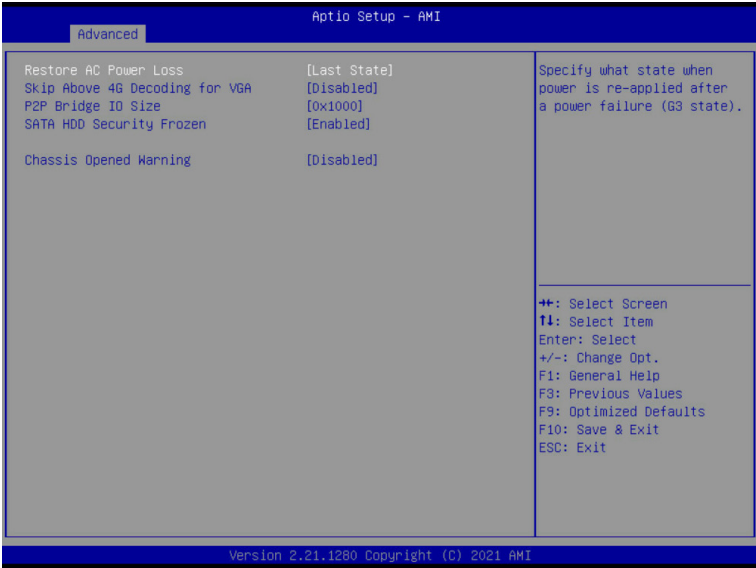 Aptio Setup – AMI
Advanced
Restore AC Power Loss [Last State]
Skip Above 4G Decoding for VGA [Disabled]
P2P Bridge IO Size [0x1000]
SATA HDD Security Frozen [Enabled]
Chassis Opened Warning [Disabled]
Specify what state when
power is re-applied after
a power failure (G3 state).
→←: Select Screen
↑↓: Select Item
Enter: Select
+/-: Change Opt.
F1: General Help
F3: Previous Values
F9: Optimized Defaults
F10: Save & Exit
ESC: Exit
Version 2.21.1280 Copyright (C) 2021 AMI